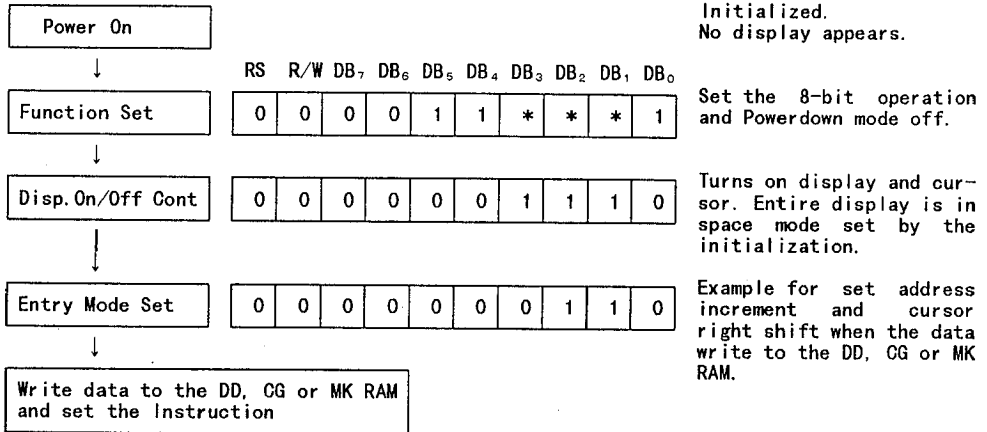 Power On
Initialized.
No display appears.
↓
RS R/W DB₇ DB₆ DB₅ DB₄ DB₃ DB₂ DB₁ DB₀
Function Set
0 0 0 0 1 1 * * * 1
Set the 8-bit operation
and Powerdown mode off.
↓
Disp.On/Off Cont
0 0 0 0 0 0 1 1 1 0
Turns on display and cur-
sor. Entire display is in
space mode set by the
initialization.
↓
Entry Mode Set
0 0 0 0 0 0 0 1 1 0
Example for set address
increment and cursor
right shift when the data
write to the DD, CG or MK
RAM.
↓
Write data to the DD, CG or MK RAM
and set the Instruction